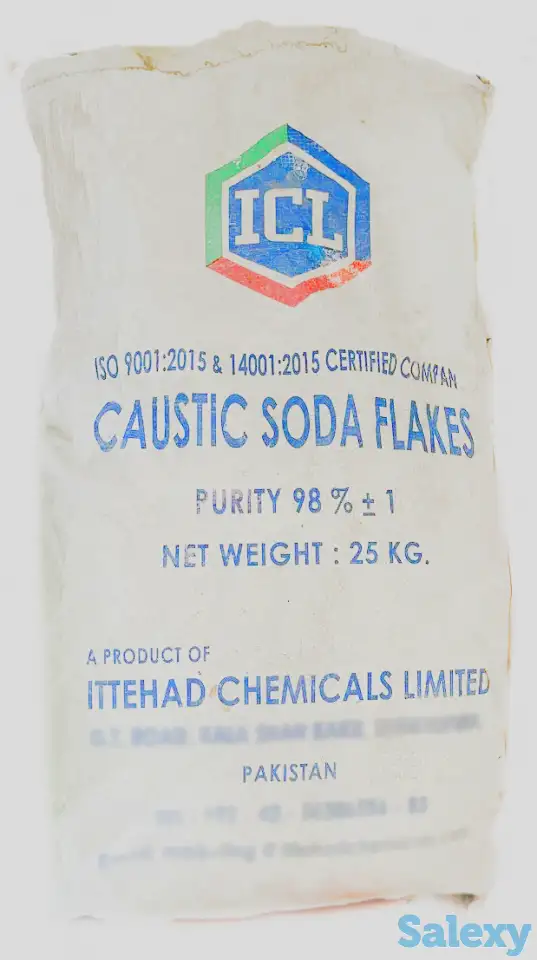 ICL
ISO 9001:2015 & 14001:2015 CERTIFIED COMPAN
CAUSTIC SODA FLAKES
PURITY 98 % ± 1
NET WEIGHT : 25 KG.
A PRODUCT OF
ITTEHAD CHEMICALS LIMITED
PAKISTAN
Salexy